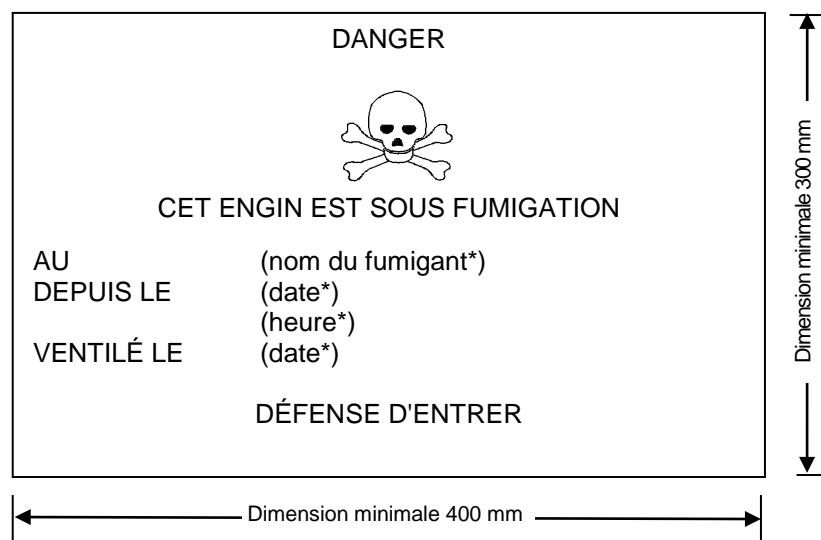 DANGER
CET ENGIN EST SOUS FUMIGATION
AU (nom du fumigant*)
DEPUIS LE (date*)
(heure*)
VENTILÉ LE (date*)
DÉFENSE D'ENTRER
Dimension minimale 300 mm
Dimension minimale 400 mm